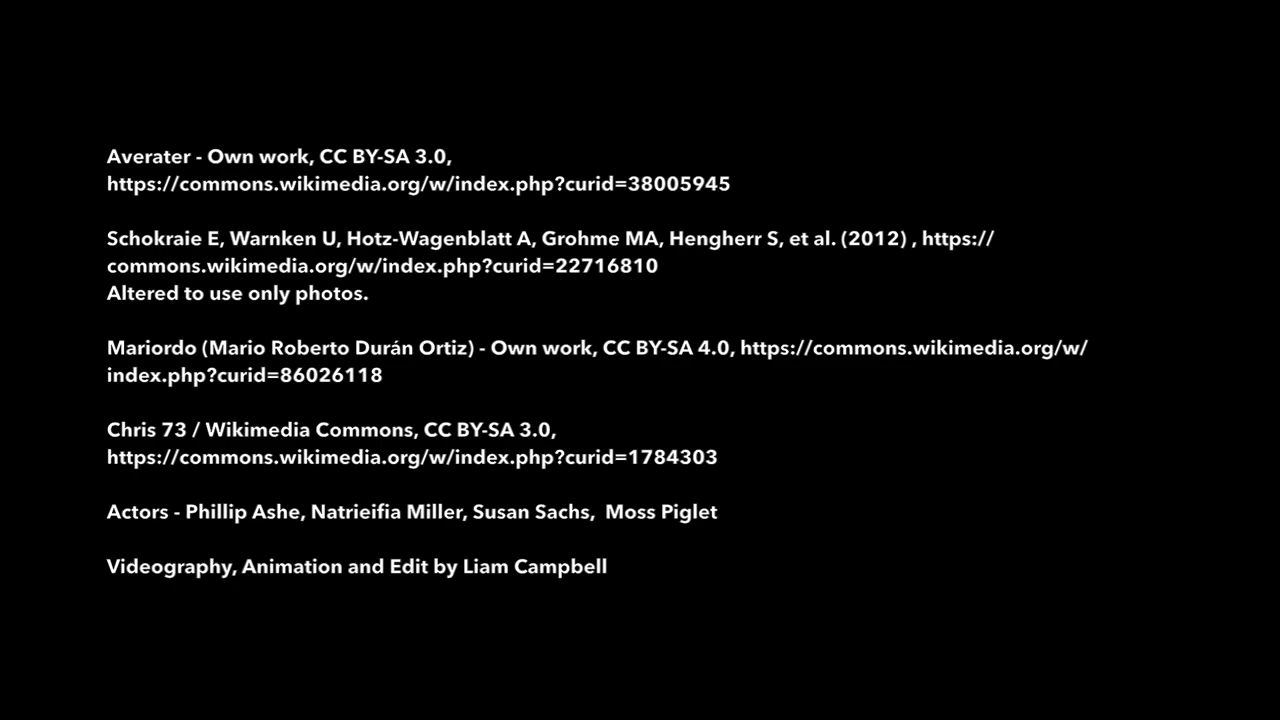 Averater - Own work, CC BY-SA 3.0,
https://commons.wikimedia.org/w/index.php?curid=38005945
Schokraie E, Warnken U, Hotz-Wagenblatt A, Grohme MA, Hengherr S, et al. (2012) , https://
commons.wikimedia.org/w/index.php?curid=22716810
Altered to use only photos.
Mariordo (Mario Roberto Durán Ortiz) - Own work, CC BY-SA 4.0, https://commons.wikimedia.org/w/
index.php?curid=86026118
Chris 73 / Wikimedia Commons, CC BY-SA 3.0,
https://commons.wikimedia.org/w/index.php?curid=1784303
Actors - Phillip Ashe, Natrieifia Miller, Susan Sachs,  Moss Piglet
Videography, Animation and Edit by Liam Campbell